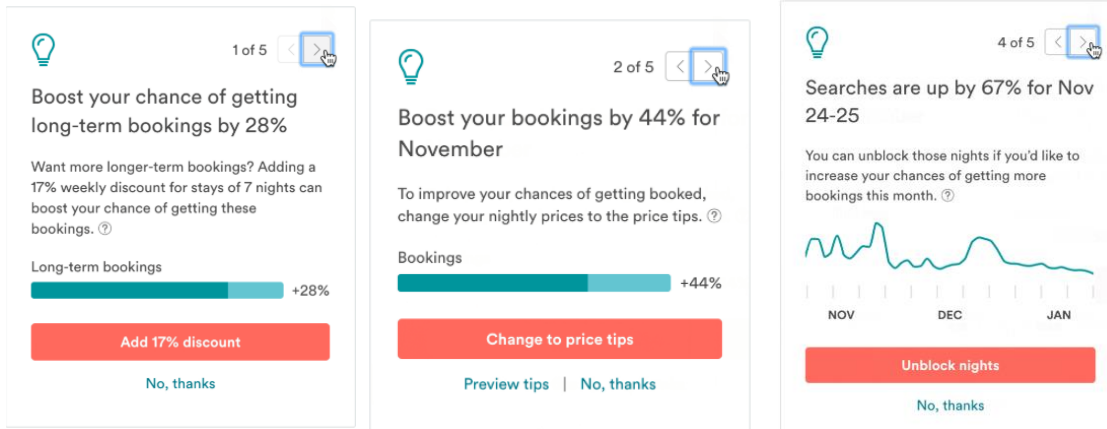 1 of 5
Boost your chance of getting
long-term bookings by 28%
Want more longer-term bookings? Adding a
17% weekly discount for stays of 7 nights can
boost your chance of getting these
bookings. ?
Long-term bookings
+28%
Add 17% discount
No, thanks
2 of 5
Boost your bookings by 44% for
November
To improve your chances of getting booked,
change your nightly prices to the price tips. ?
Bookings
+44%
Change to price tips
Preview tips | No, thanks
4 of 5
Searches are up by 67% for Nov
24-25
You can unblock those nights if you'd like to
increase your chances of getting more
bookings this month. ?
NOV DEC JAN
Unblock nights
No, thanks